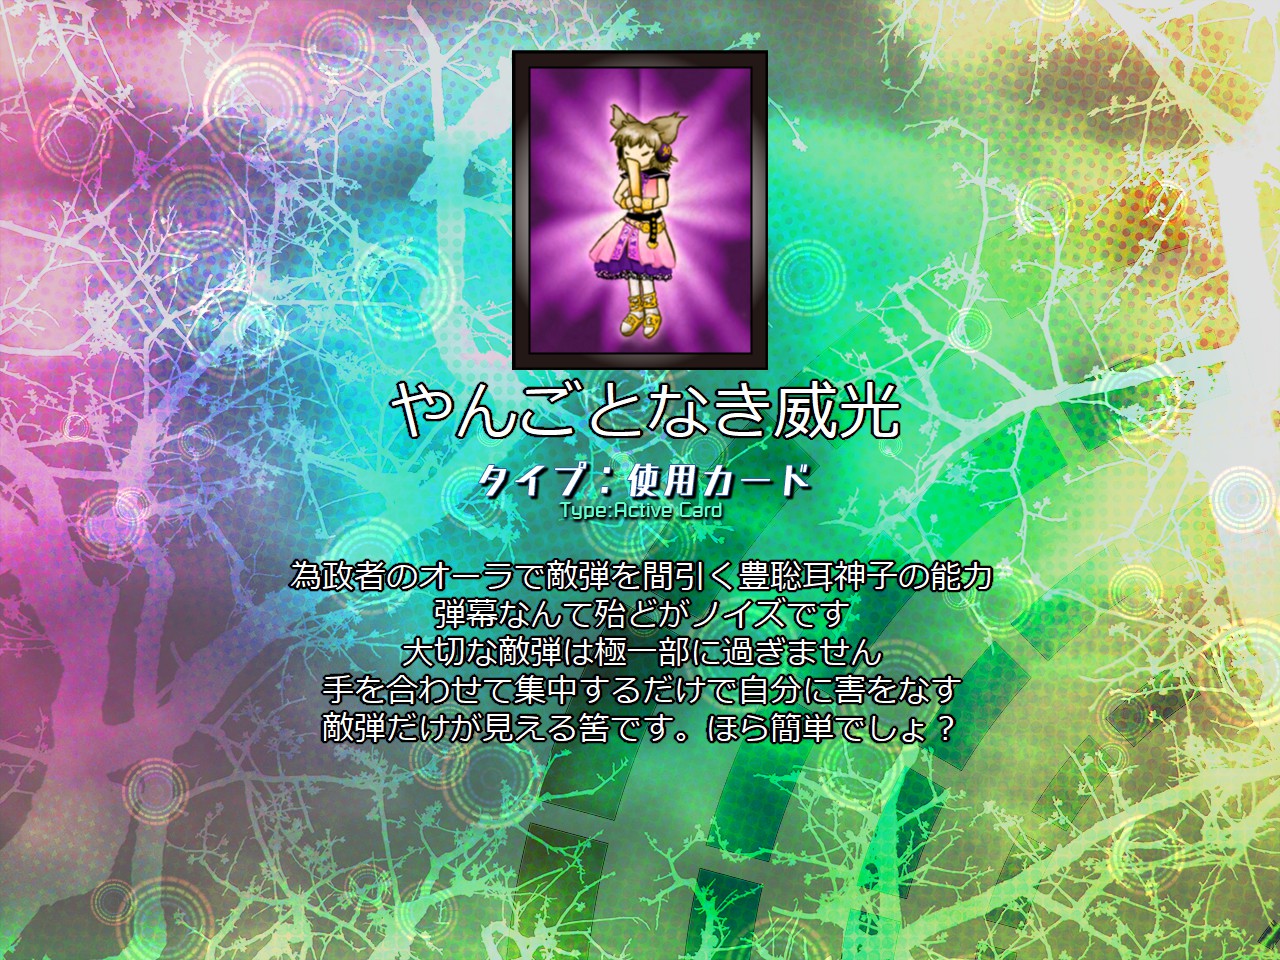 やんごとなき威光
タイプ：使用カード
Type:Active Card
為政者のオーラで敵弾を間引く豊聡耳神子の能力
弾幕なんて殆どがノイズです
大切な敵弾は極一部に過ぎません
手を合わせて集中するだけで自分に害をなす
敵弾だけが見える筈です。ほら簡単でしょ？